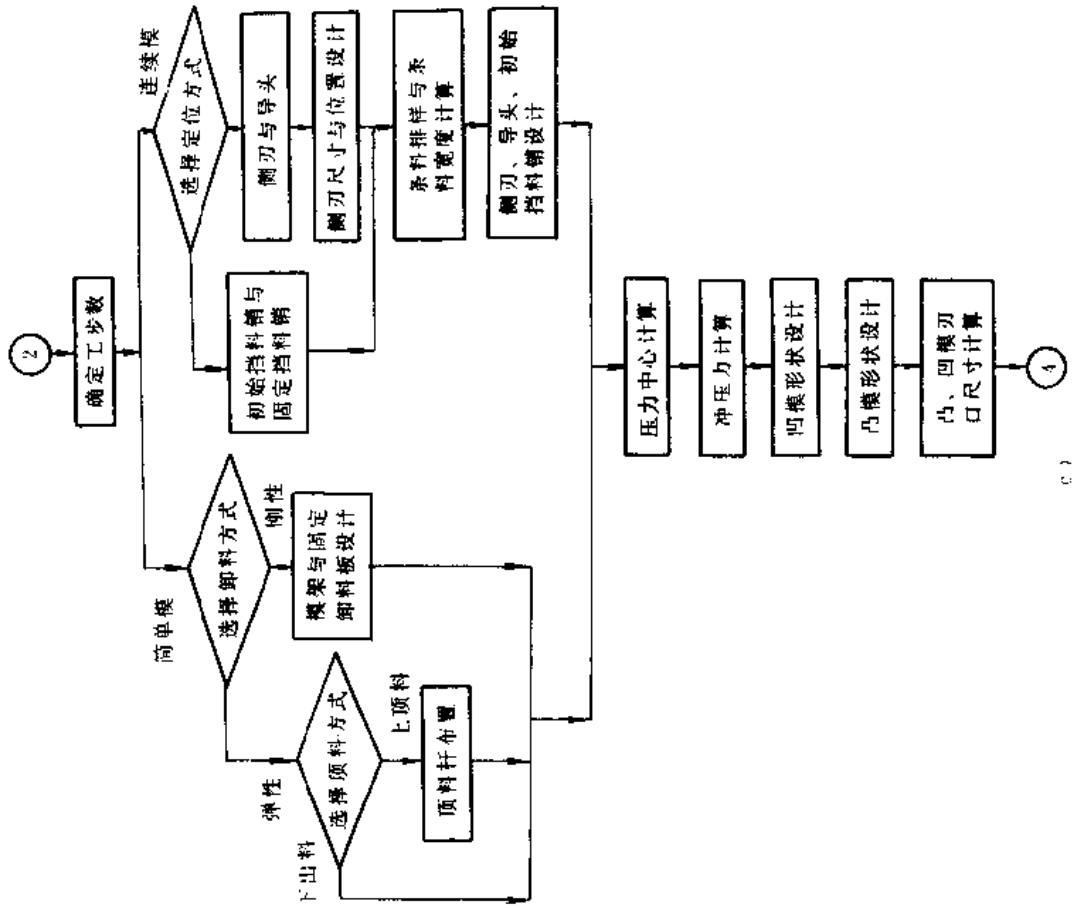 2
确定工步数
简单模
连续模
选择卸料方式
选择定位方式
弹性
刚性
选择顶料方式
模架与固定
卸料板设计
初始挡料销与
固定挡料销
侧刃与导头
侧刃尺寸与位置设计
下出料
上顶料
顶料杆布置
条料排样与条
料宽度计算
侧刃、导头、初始
挡料销设计
压力中心计算
冲压力计算
凹模形状设计
凸模形状设计
凸、凹模刃
口尺寸计算
4